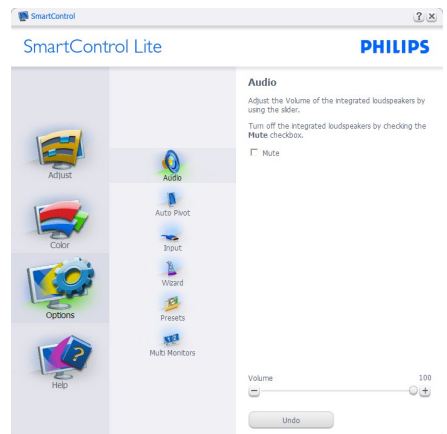 SmartControl
? ×
SmartControl Lite
PHILIPS
Adjust
Color
Options
Help
Audio
Auto Pivot
Input
Wizard
Presets
Multi Monitors
Audio
Adjust the Volume of the integrated loudspeakers by
using the slider.
Turn off the integrated loudspeakers by checking the
Mute checkbox.
Mute
Volume 100
Undo